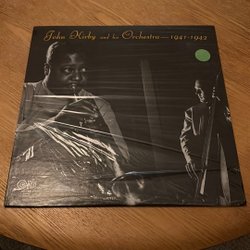 John Kirby and his Orchestra — 1941-1942